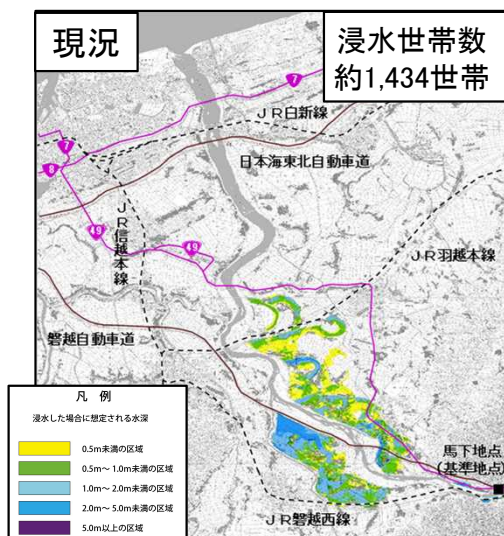 現況
浸水世帯数
約1,434世帯
7
JR白新線
7
8
日本海東北自動車道
JR信越本線
49
49
JR羽越本線
磐越自動車道
凡 例
浸水した場合に想定される水深
0.5m未満の区域
0.5m～1.0m未満の区域
1.0m～2.0m未満の区域
2.0m～5.0m未満の区域
5.0m以上の区域
馬下地点
(基準地点)
JR磐越西線